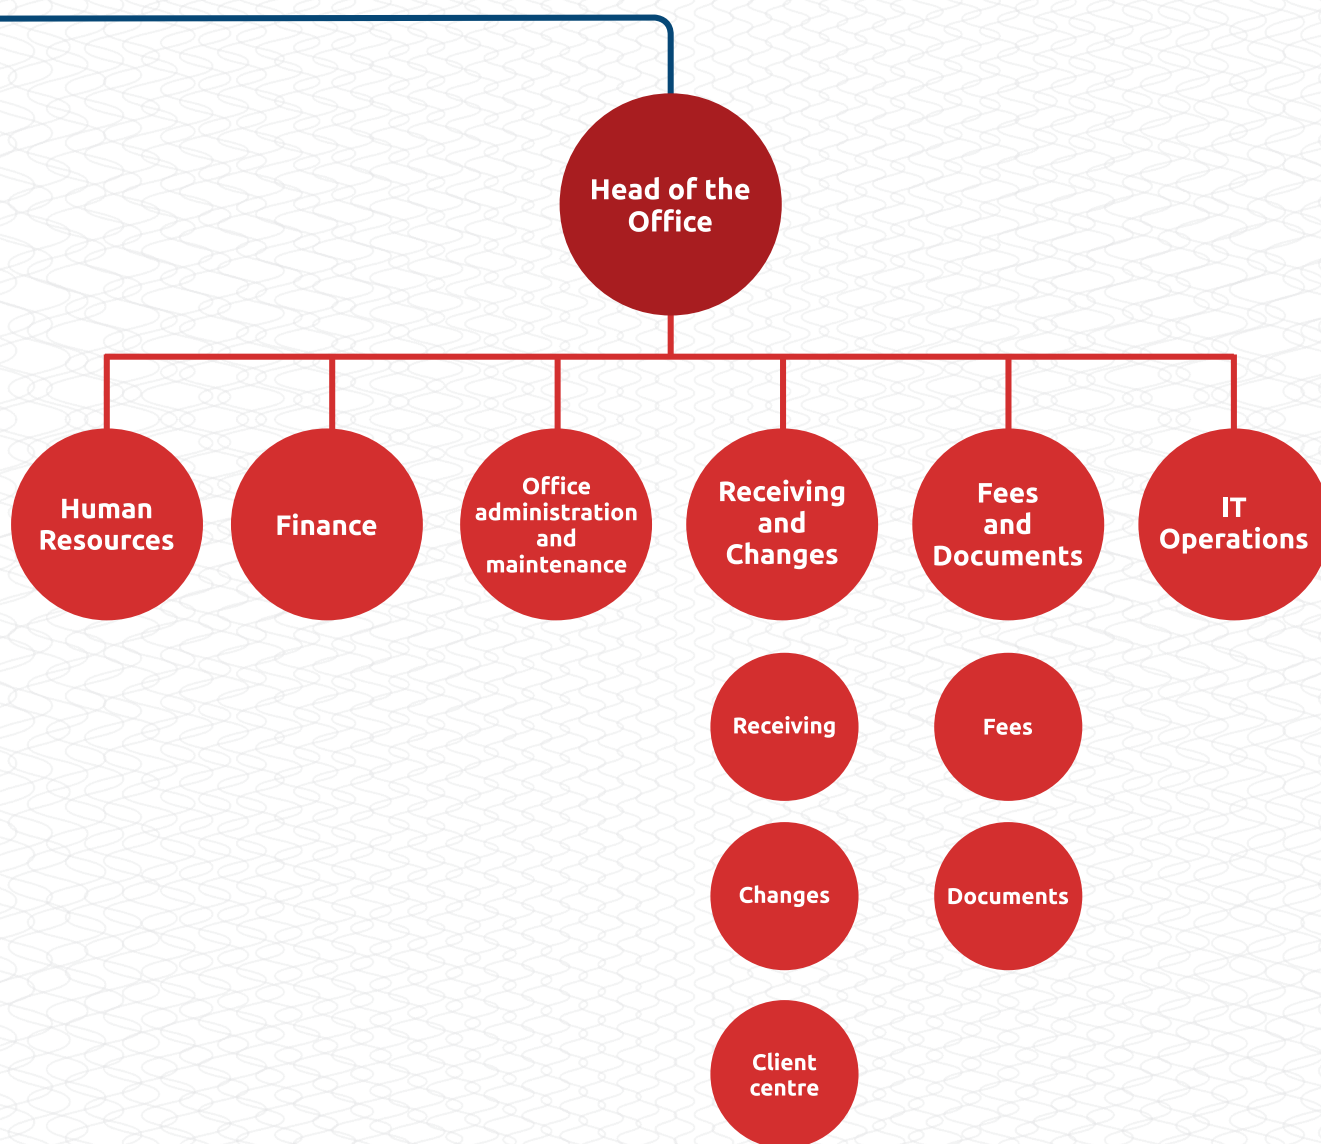 Head of the
Office
Human
Resources
Finance
Office
administration
and
maintenance
Receiving
and
Changes
Fees
and
Documents
IT
Operations
Receiving
Fees
Changes
Documents
Client
centre